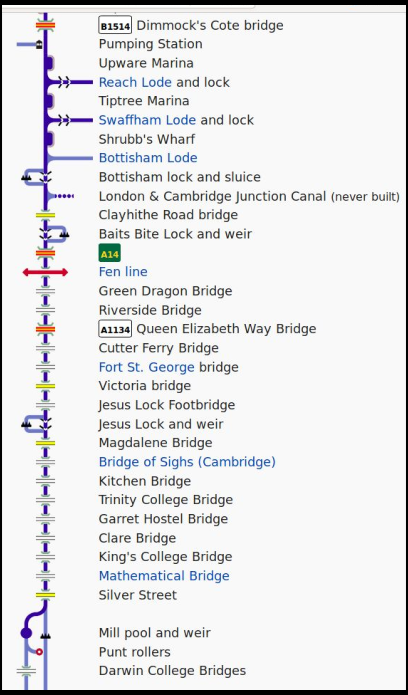 B1514 Dimmock's Cote bridge
Pumping Station
Upware Marina
Reach Lode and lock
Tiptree Marina
Swaffham Lode and lock
Shrubb's Wharf
Bottisham Lode
Bottisham lock and sluice
London & Cambridge Junction Canal (never built)
Clayhithe Road bridge
Baits Bite Lock and weir
A14
Fen line
Green Dragon Bridge
Riverside Bridge
A1134 Queen Elizabeth Way Bridge
Cutter Ferry Bridge
Fort St. George bridge
Victoria bridge
Jesus Lock Footbridge
Jesus Lock and weir
Magdalene Bridge
Bridge of Sighs (Cambridge)
Kitchen Bridge
Trinity College Bridge
Garret Hostel Bridge
Clare Bridge
King's College Bridge
Mathematical Bridge
Silver Street
Mill pool and weir
Punt rollers
Darwin College Bridges